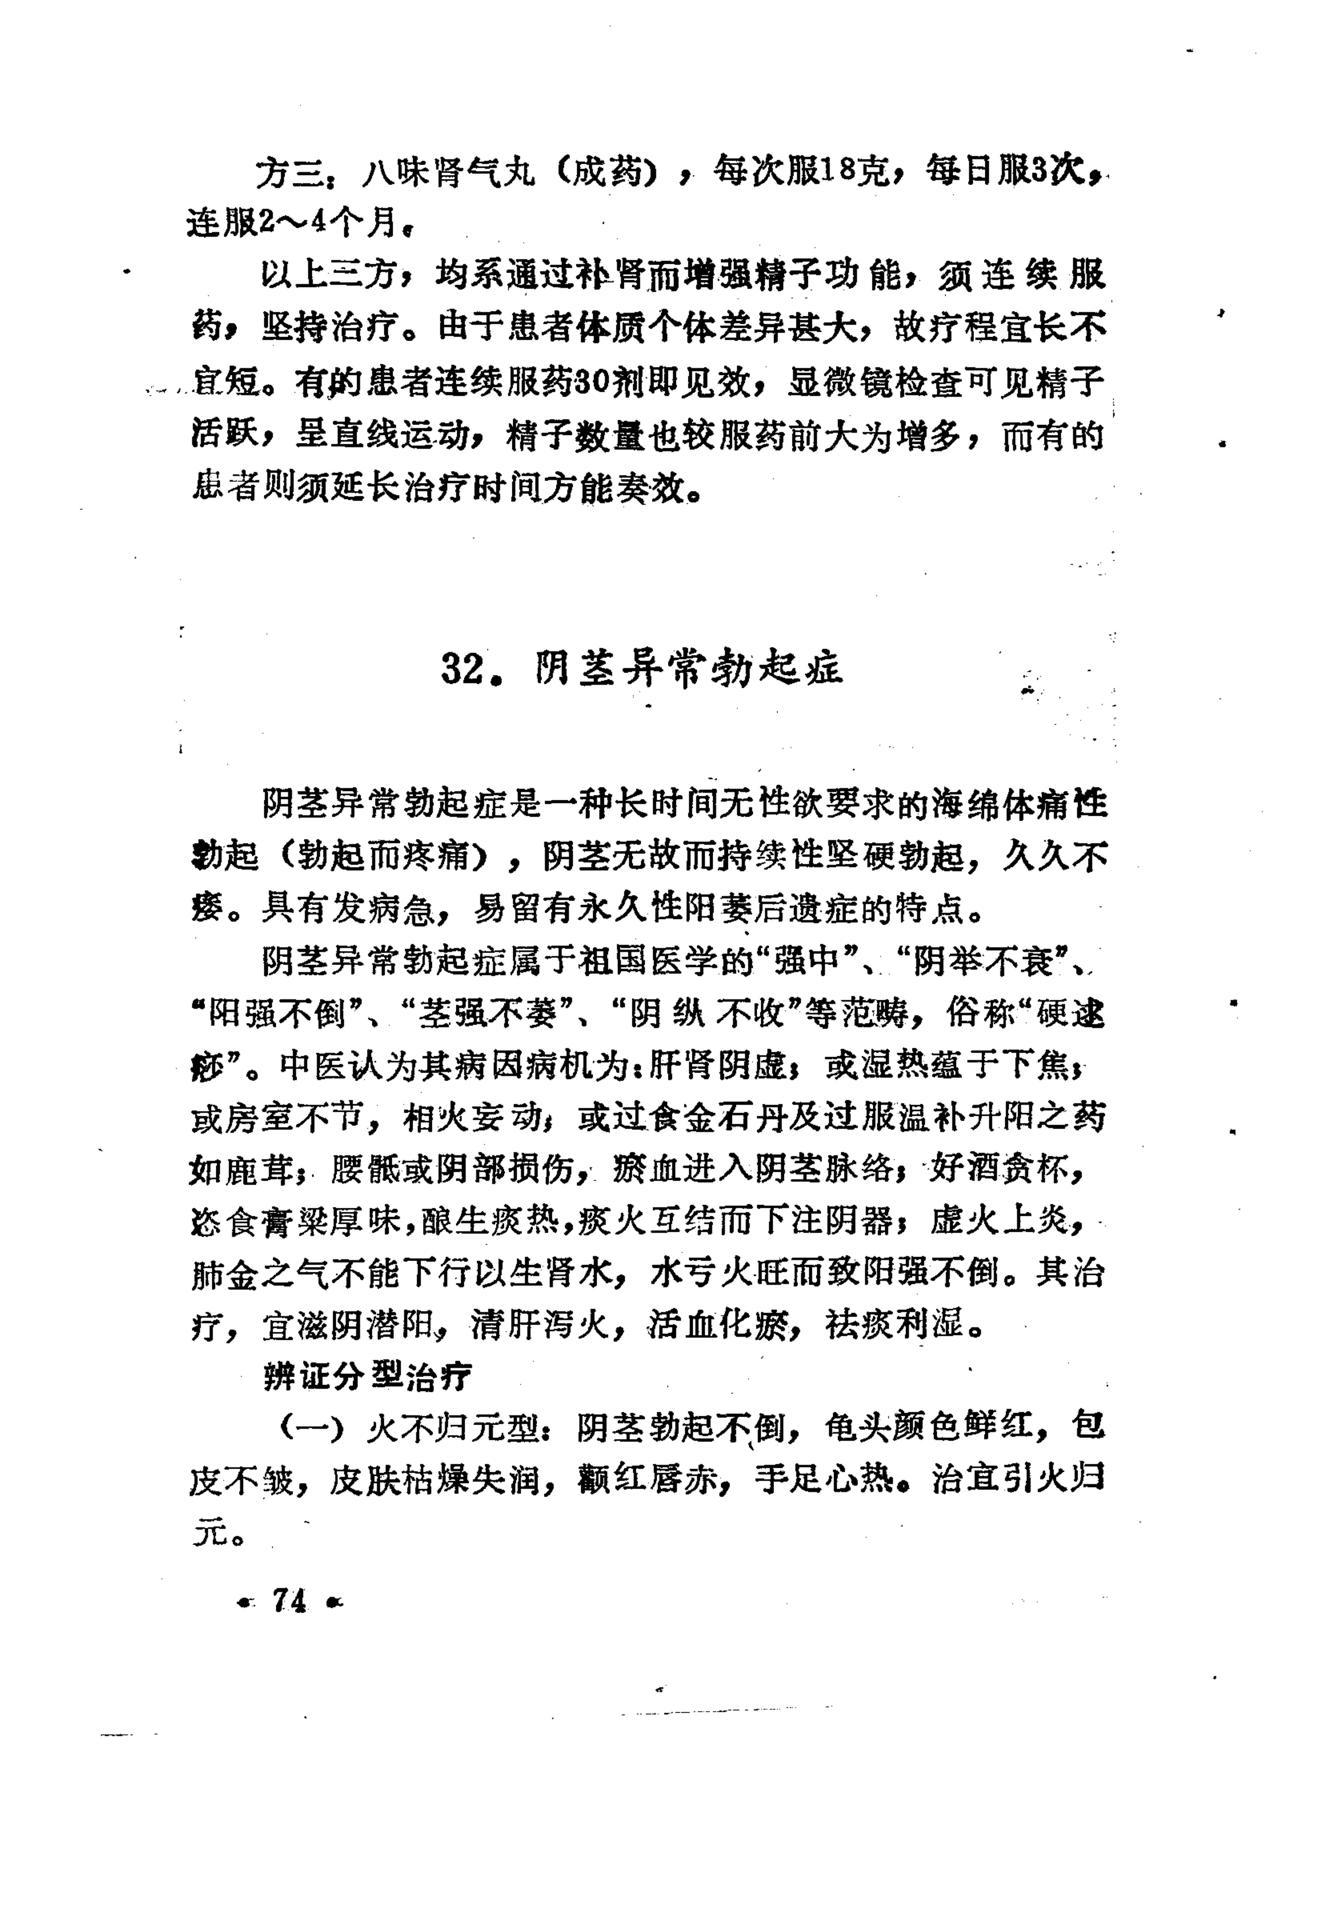 方三：八味肾气丸（成药），每次服18克，每日服3次，
连服2～4个月。
以上三方，均系通过补肾而增强精子功能，须连续服
药，坚持治疗。由于患者体质个体差异甚大，故疗程宜长不
宜短。有的患者连续服药30剂即见效，显微镜检查可见精子
活跃，呈直线运动，精子数量也较服药前大为增多，而有的
患者则须延长治疗时间方能奏效。
32．阴茎异常勃起症
阴茎异常勃起症是一种长时间无性欲要求的海绵体痛性
勃起（勃起而疼痛），阴茎无故而持续性坚硬勃起，久久不
痿。具有发病急，易留有永久性阳萎后遗症的特点。
阴茎异常勃起症属于祖国医学的“强中”、“阴举不衰”、
“阳强不倒”、“茎强不萎”、“阴纵不收”等范畴，俗称“硬逮
痧”。中医认为其病因病机为：肝肾阴虚；或湿热蕴于下焦；
或房室不节，相火妄动；或过食金石丹及过服温补升阳之药
如鹿茸；腰骶或阴部损伤，瘀血进入阴茎脉络；好酒贪杯，
恣食膏粱厚味，酿生痰热，痰火互结而下注阴器；虚火上炎，
肺金之气不能下行以生肾水，水亏火旺而致阳强不倒。其治
疗，宜滋阴潜阳，清肝泻火，活血化瘀，祛痰利湿。
辨证分型治疗
（一）火不归元型：阴茎勃起不倒，龟头颜色鲜红，包
皮不皱，皮肤枯燥失润，颧红唇赤，手足心热。治宜引火归
元。
• 74 •